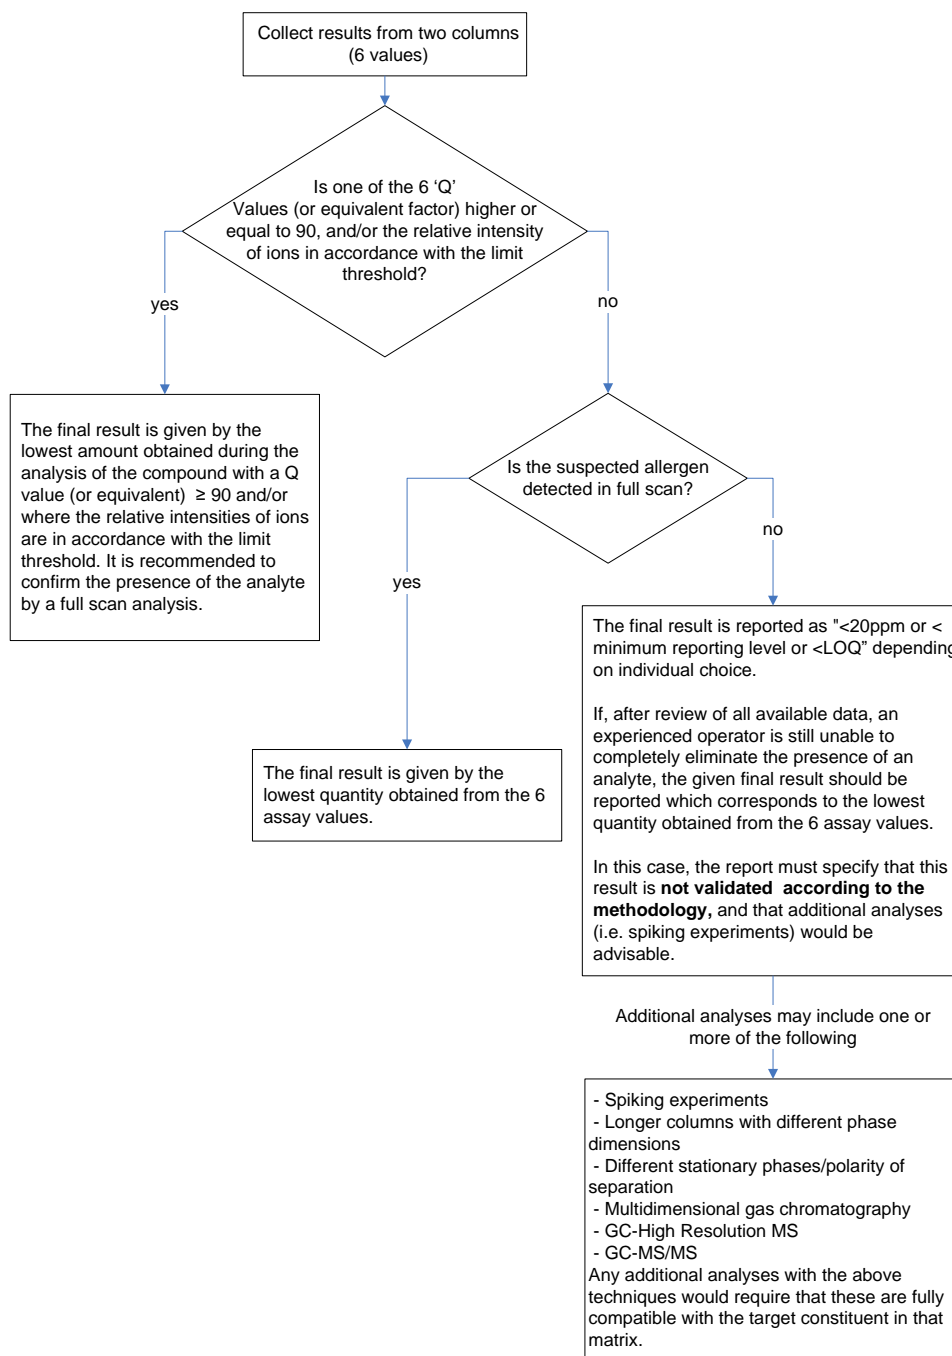 Collect results from two columns
(6 values)
Is one of the 6 ‘Q’
Values (or equivalent factor) higher or
equal to 90, and/or the relative intensity
of ions in accordance with the limit
threshold?
yes
no
The final result is given by the
lowest amount obtained during the
analysis of the compound with a Q
value (or equivalent) ≥ 90 and/or
where the relative intensities of ions
are in accordance with the limit
threshold. It is recommended to
confirm the presence of the analyte
by a full scan analysis.
Is the suspected allergen
detected in full scan?
yes
no
The final result is given by the
lowest quantity obtained from the 6
assay values.
The final result is reported as "<20ppm or <
minimum reporting level or <LOQ” depending
on individual choice.
If, after review of all available data, an
experienced operator is still unable to
completely eliminate the presence of an
analyte, the given final result should be
reported which corresponds to the lowest
quantity obtained from the 6 assay values.
In this case, the report must specify that this
result is not validated according to the
methodology, and that additional analyses
(i.e. spiking experiments) would be
advisable.
Additional analyses may include one or
more of the following
- Spiking experiments
- Longer columns with different phase
dimensions
- Different stationary phases/polarity of
separation
- Multidimensional gas chromatography
- GC-High Resolution MS
- GC-MS/MS
Any additional analyses with the above
techniques would require that these are fully
compatible with the target constituent in that
matrix.